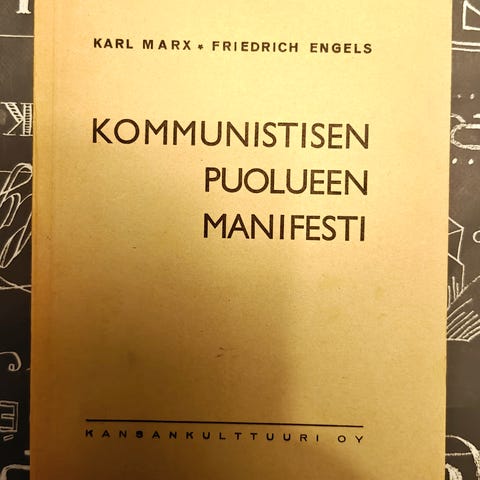 KARL MARX * FRIEDRICH ENGELS
KOMMUNISTISEN
PUOLUEEN
MANIFESTI
KANSANKULTTUURI OY